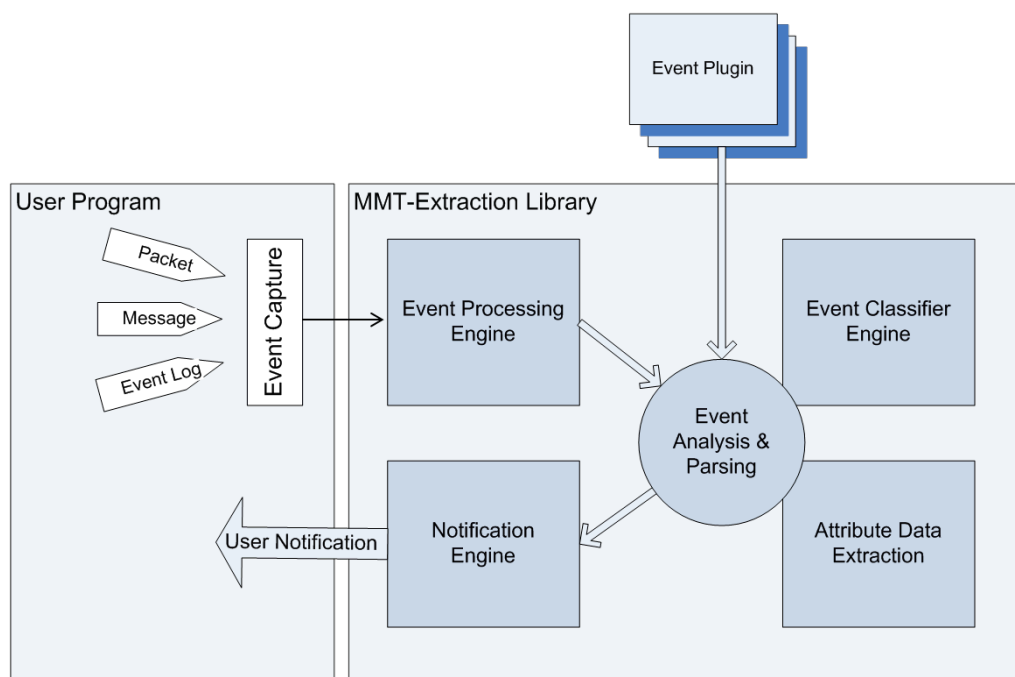 Event Plugin
User Program
MMT-Extraction Library
Packet
Message
Event Log
Event Capture
Event Processing
Engine
Event Classifier
Engine
Event
Analysis &
Parsing
User Notification
Notification
Engine
Attribute Data
Extraction